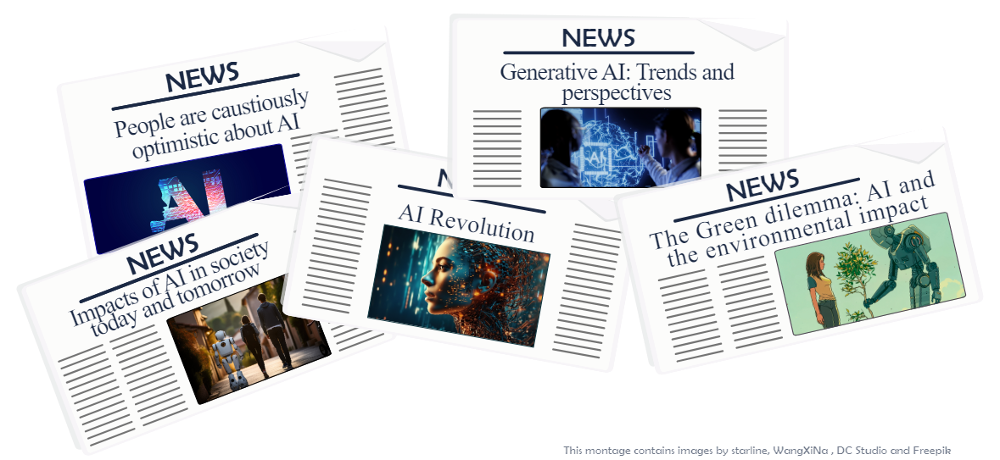 NEWS
People are caustiously
optimistic about AI
AI
NEWS
Generative AI: Trends and
perspectives
AI
NEWS
Impacts of AI in society
today and tomorrow
AI Revolution
NEWS
The Green dilemma: AI and
the environmental impact
This montage contains images by starline, WangXiNa , DC Studio and Freepik